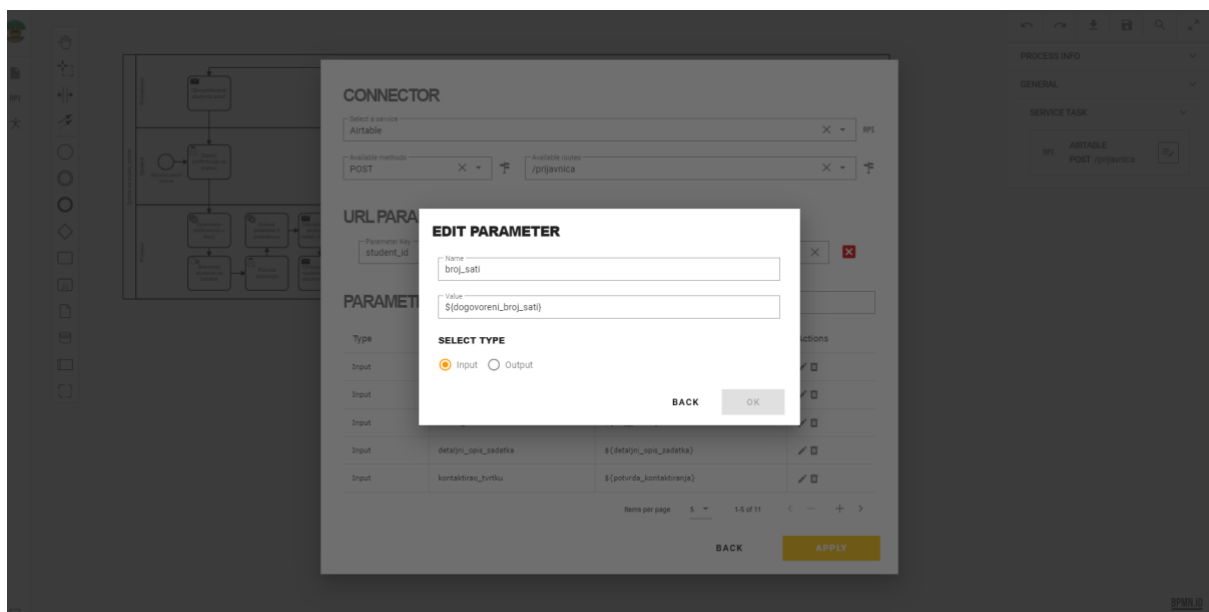 PROCESS INFO
GENERAL
SERVICE TASK
API
AIRTABLE
POST /prijavnica
CONNECTOR
Select a service
Airtable
API
Available methods
POST
Available routes
/prijavnica
URL PARA
Parameter Key
student_id
EDIT PARAMETER
Name
broj_sati
Value
${dogovoreni_broj_sati}
SELECT TYPE
Input Output
BACK OK
PARAMET
Type ctions
Input
Input
Input
Input detaljni_opis_zadatka ${detaljni_opis_zadatka}
Input kontaktirao_tvrtku ${potvrda_kontaktiranja}
Items per page 5 1-5 of 11
BACK APPLY
BPMN.iO